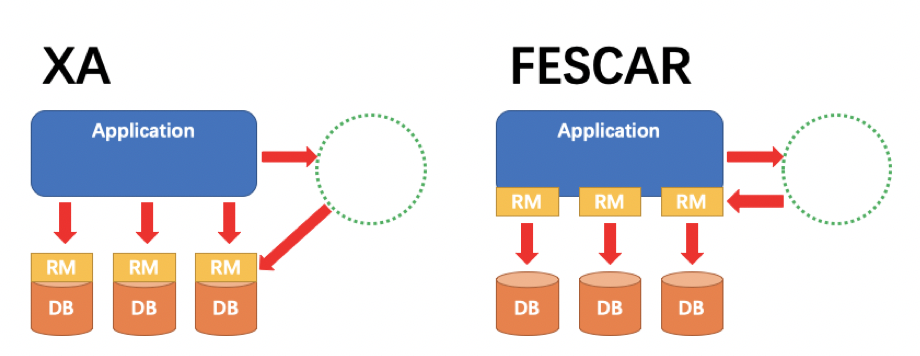 XA
FESCAR
Application
RM RM RM
DB DB DB
Application
RM RM RM
DB DB DB